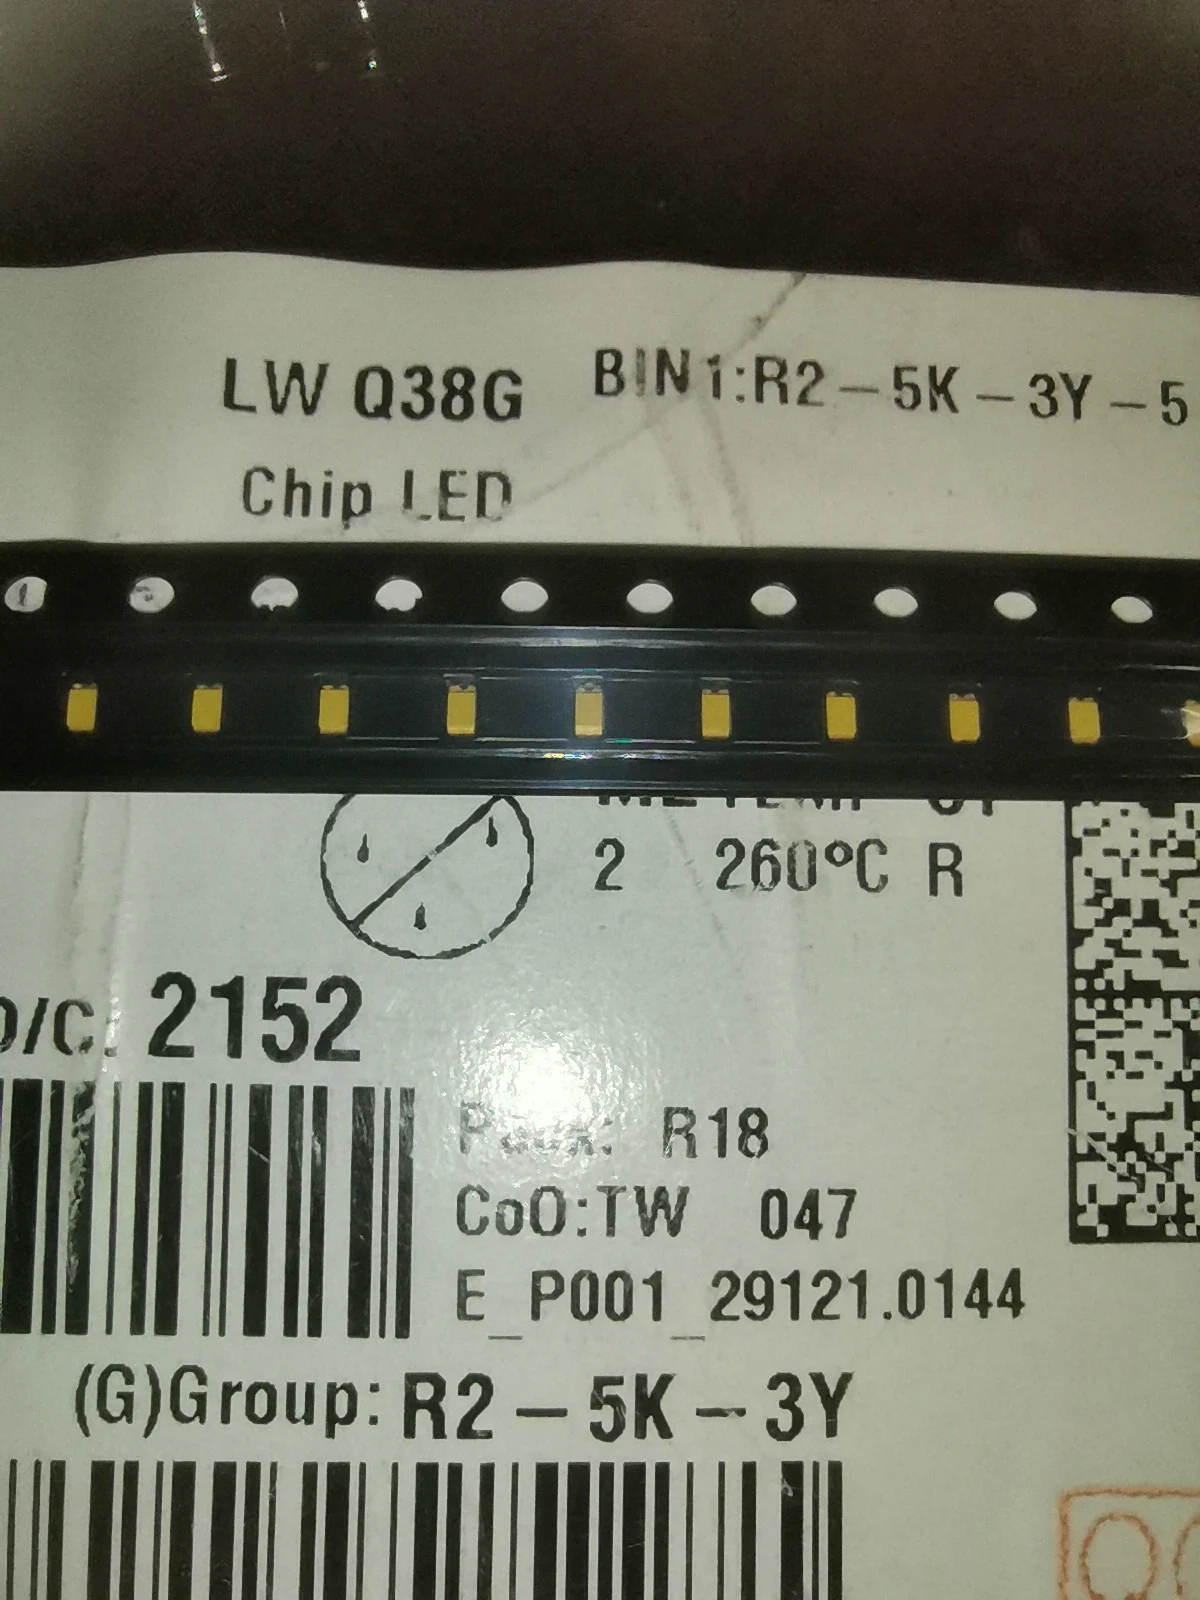 LW Q38G BIN1:R2-5K-3Y-5
Chip LED
2 260°C R
D/C: 2152
Pack: R18
CoO:TW 047
E_P001_29121.0144
(G)Group: R2-5K-3Y